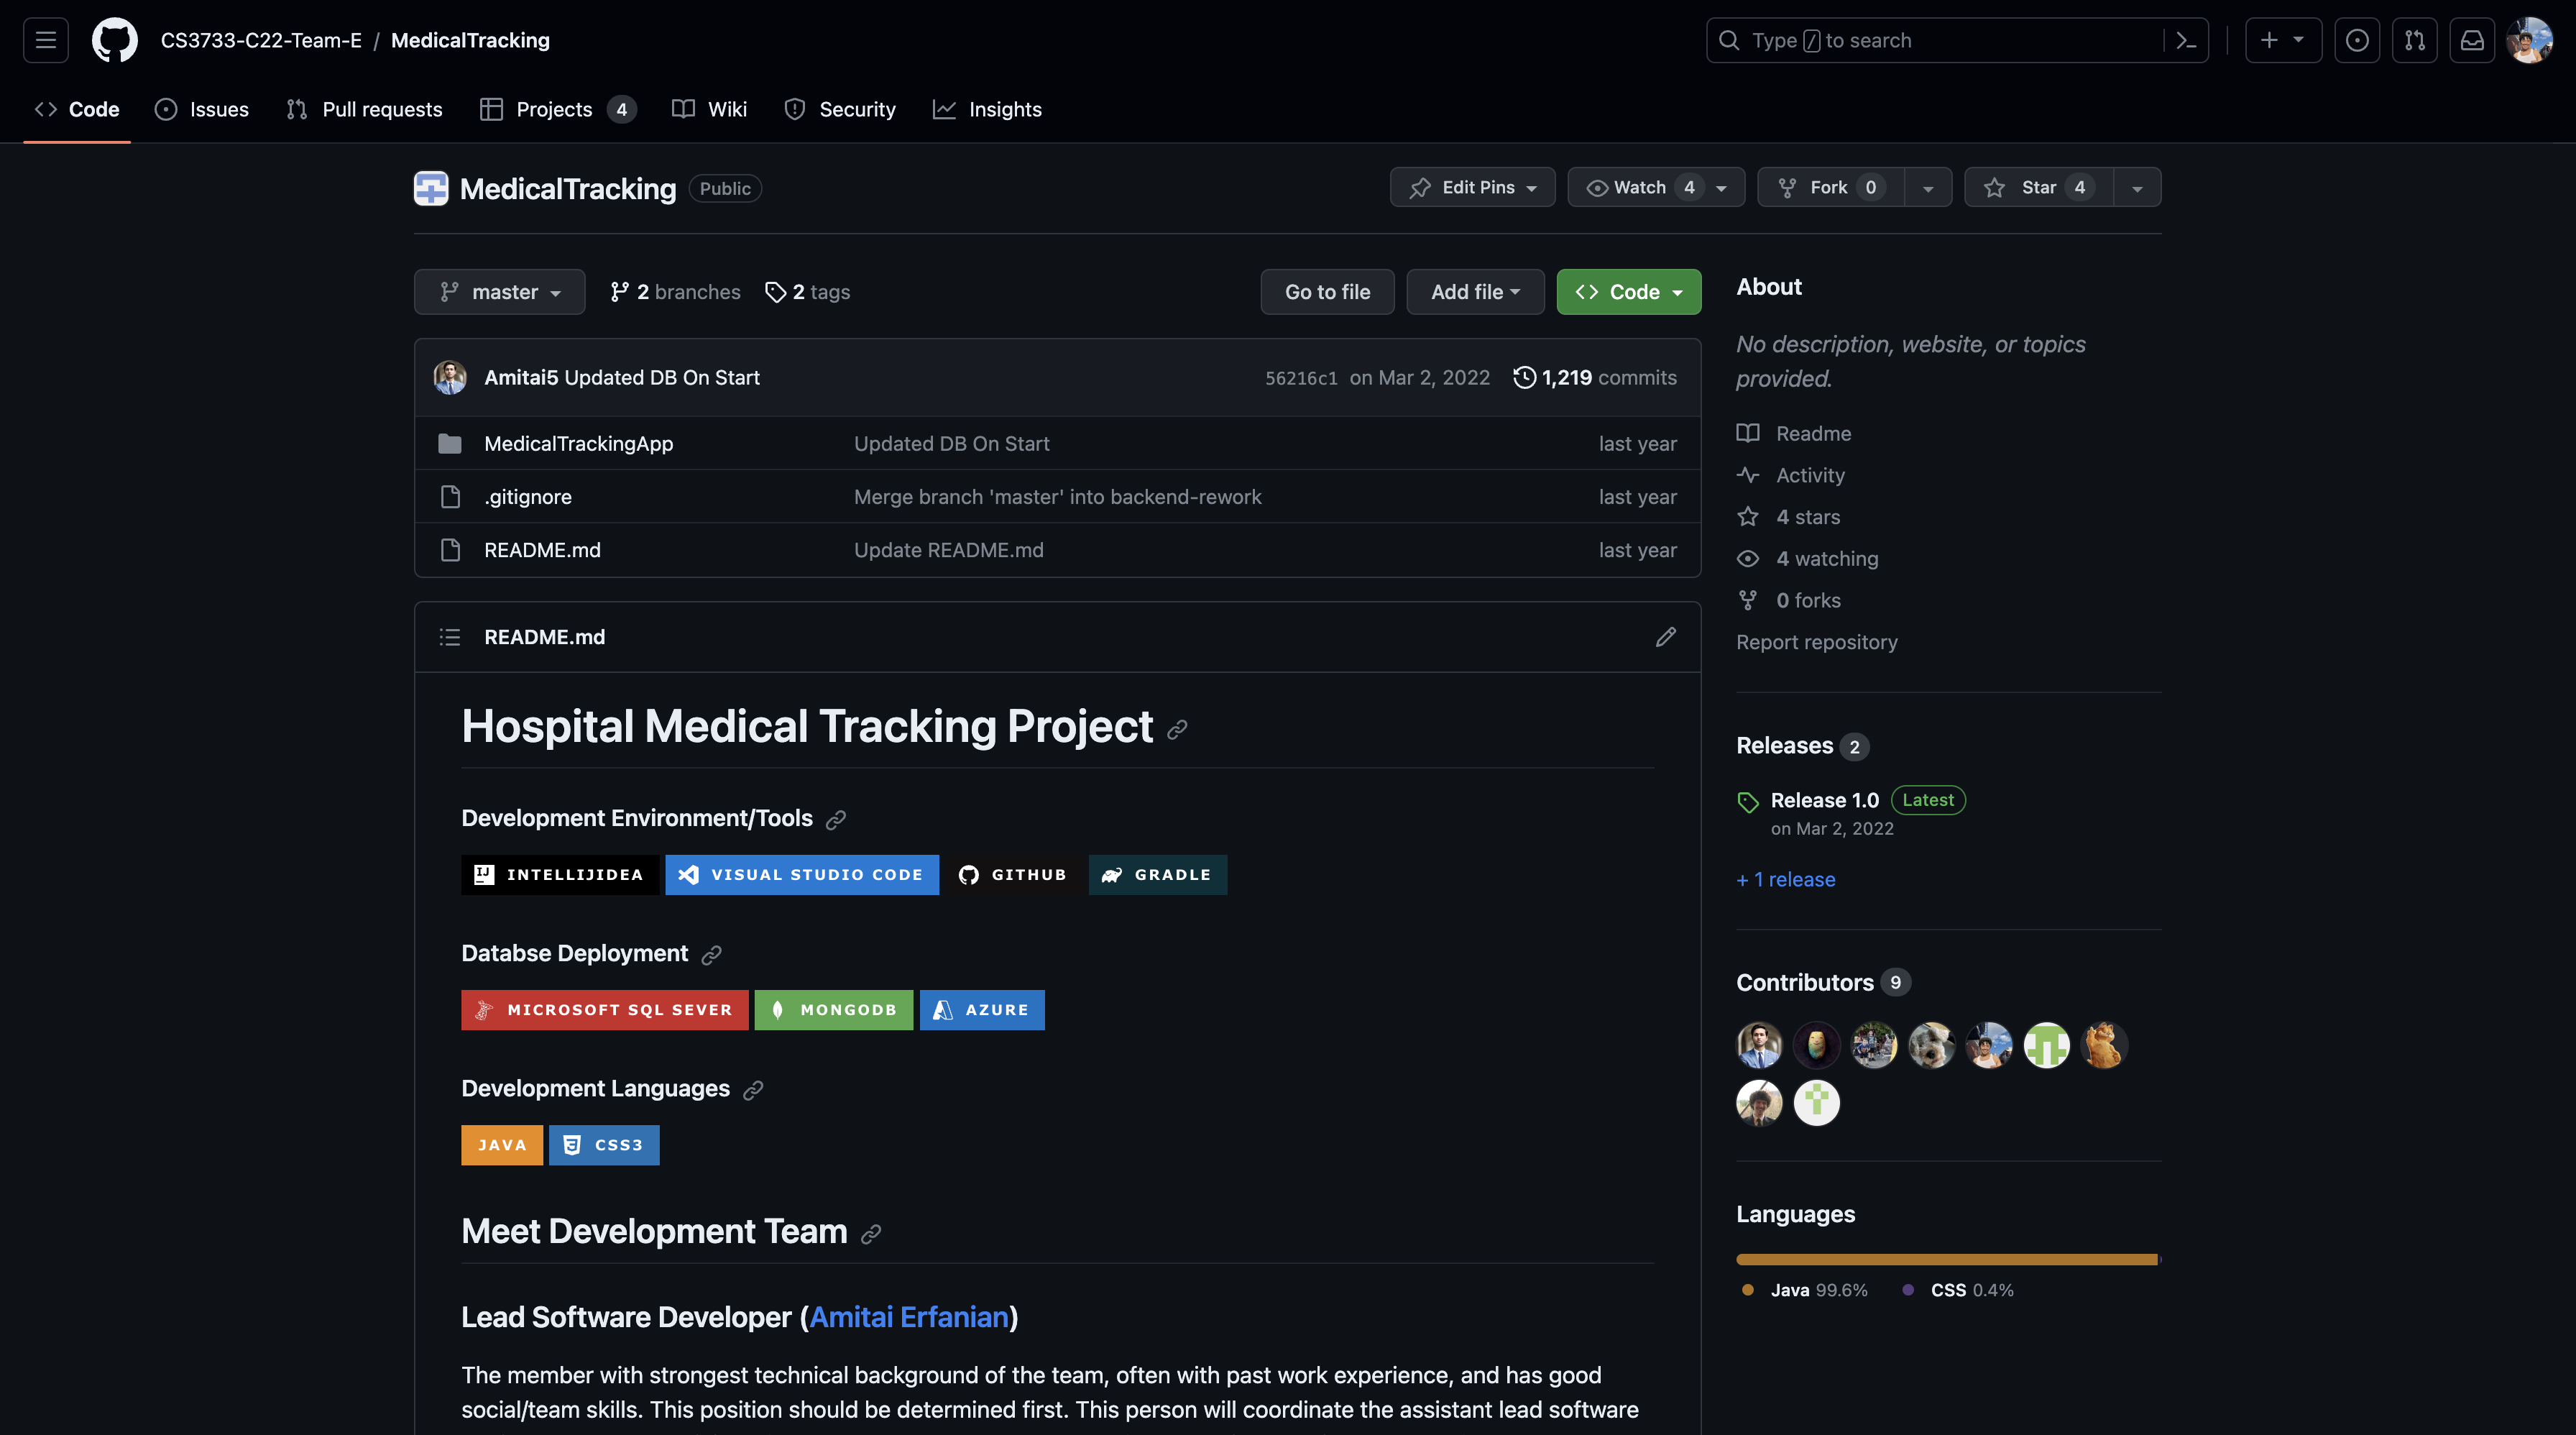 CS3733-C22-Team-E / MedicalTracking
Type / to search
Code
Issues
Pull requests
Projects 4
Wiki
Security
Insights
MedicalTracking Public
Edit Pins
Watch 4
Fork 0
Star 4
master
2 branches
2 tags
Go to file
Add file
Code
Amitai5 Updated DB On Start
56216c1 on Mar 2, 2022
1,219 commits
MedicalTrackingApp Updated DB On Start last year
.gitignore Merge branch 'master' into backend-rework last year
README.md Update README.md last year
README.md
Hospital Medical Tracking Project
Development Environment/Tools
IJ INTELLIJIDEA VISUAL STUDIO CODE GITHUB GRADLE
Databse Deployment
MICROSOFT SQL SEVER MONGODB AZURE
Development Languages
JAVA CSS3
Meet Development Team
Lead Software Developer (Amitai Erfanian)
The member with strongest technical background of the team, often with past work experience, and has good
social/team skills. This position should be determined first. This person will coordinate the assistant lead software
About
No description, website, or topics
provided.
Readme
Activity
4 stars
4 watching
0 forks
Report repository
Releases 2
Release 1.0 Latest
on Mar 2, 2022
+ 1 release
Contributors 9
Languages
Java 99.6% CSS 0.4%